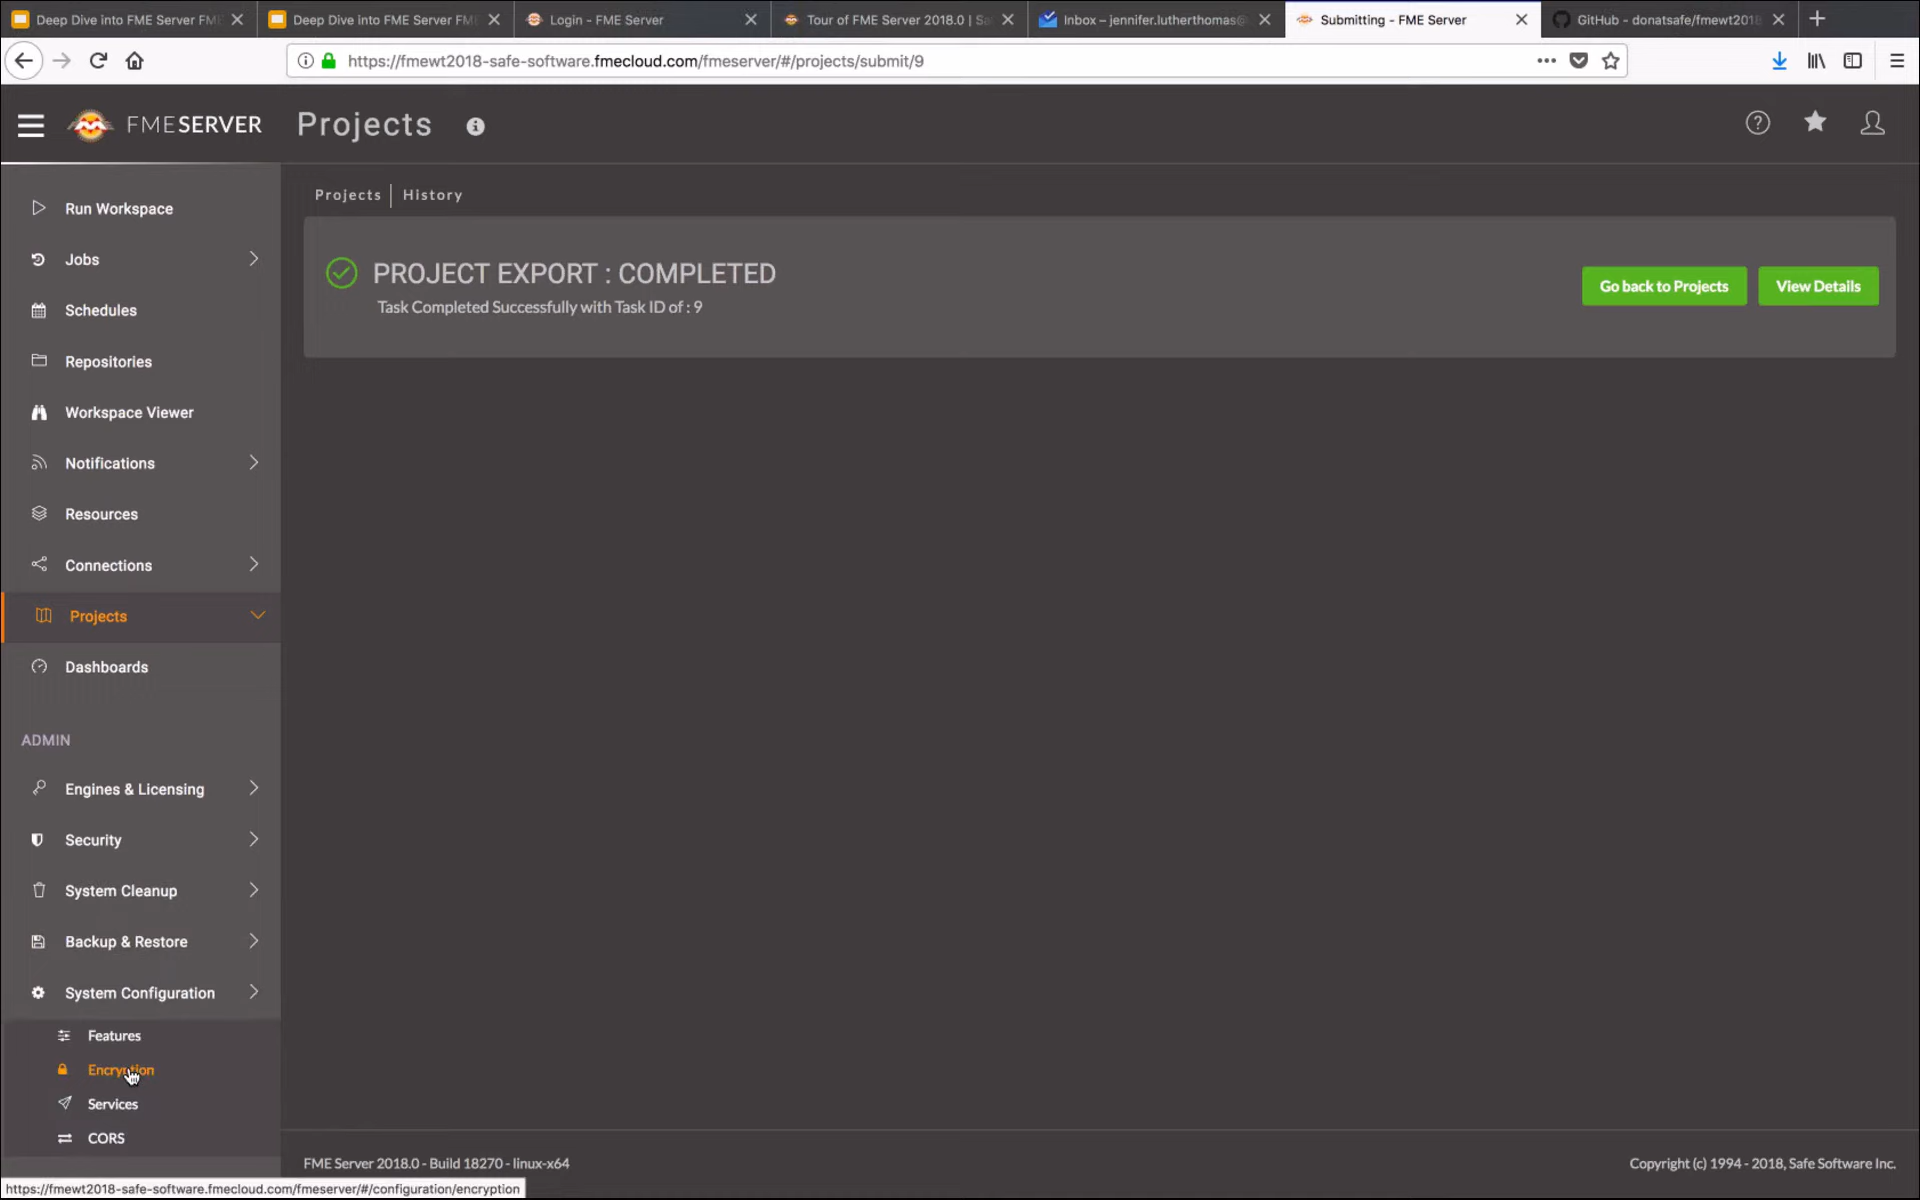 Deep Dive into FME Server FME
Deep Dive into FME Server FME
Login - FME Server
Tour of FME Server 2018.0 | Sa
Inbox – jennifer.lutherthomas@
Submitting - FME Server
GitHub - donatsafe/fmewt2018
https://fmewt2018-safe-software.fmecloud.com/fmeserver/#/projects/submit/9
FMESERVER
Projects
Run Workspace
Jobs
Schedules
Repositories
Workspace Viewer
Notifications
Resources
Connections
Projects
Dashboards
ADMIN
Engines & Licensing
Security
System Cleanup
Backup & Restore
System Configuration
Features
Encryption
Services
CORS
Projects | History
PROJECT EXPORT : COMPLETED
Task Completed Successfully with Task ID of : 9
Go back to Projects
View Details
FME Server 2018.0 - Build 18270 - linux-x64
Copyright (c) 1994 - 2018, Safe Software Inc.
https://fmewt2018-safe-software.fmecloud.com/fmeserver/#/configuration/encryption